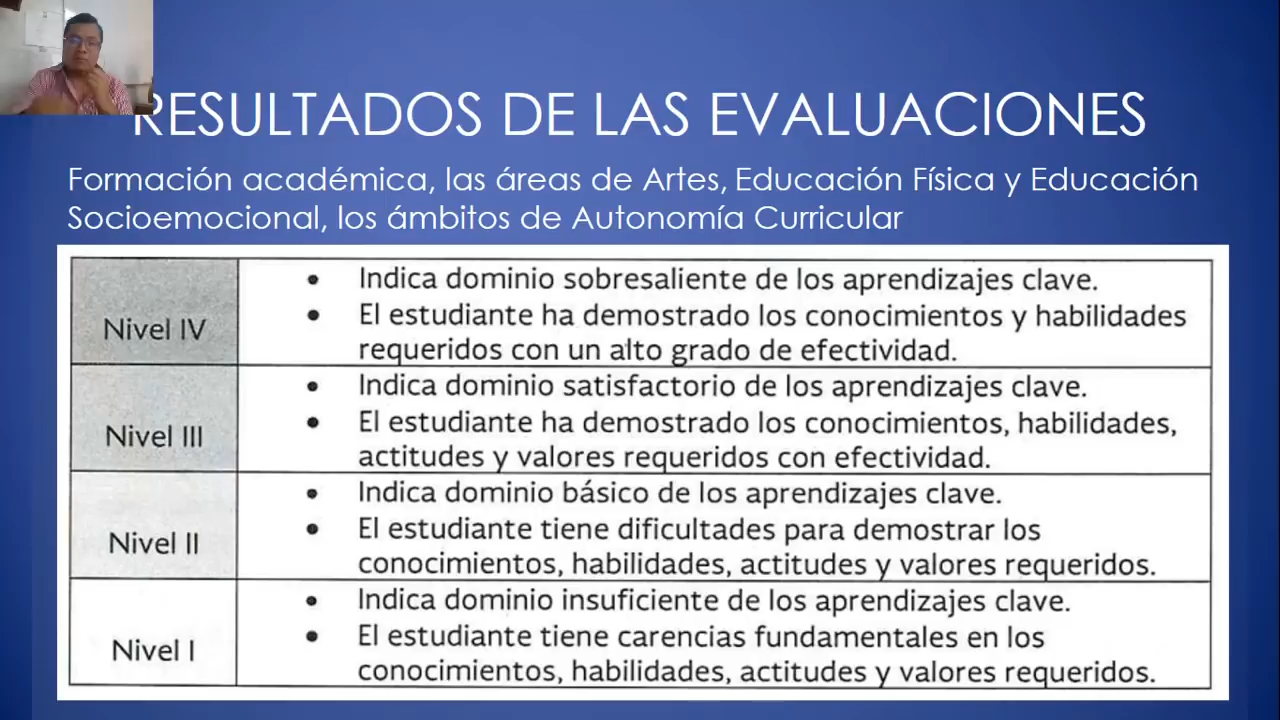 RESULTADOS DE LAS EVALUACIONES
Formación académica, las áreas de Artes, Educación Física y Educación
Socioemocional, los ámbitos de Autonomía Curricular
Nivel IV
• Indica dominio sobresaliente de los aprendizajes clave.
• El estudiante ha demostrado los conocimientos y habilidades
requeridos con un alto grado de efectividad.
Nivel III
• Indica dominio satisfactorio de los aprendizajes clave.
• El estudiante ha demostrado los conocimientos, habilidades,
actitudes y valores requeridos con efectividad.
Nivel II
• Indica dominio básico de los aprendizajes clave.
• El estudiante tiene dificultades para demostrar los
conocimientos, habilidades, actitudes y valores requeridos.
Nivel I
• Indica dominio insuficiente de los aprendizajes clave.
• El estudiante tiene carencias fundamentales en los
conocimientos, habilidades, actitudes y valores requeridos.